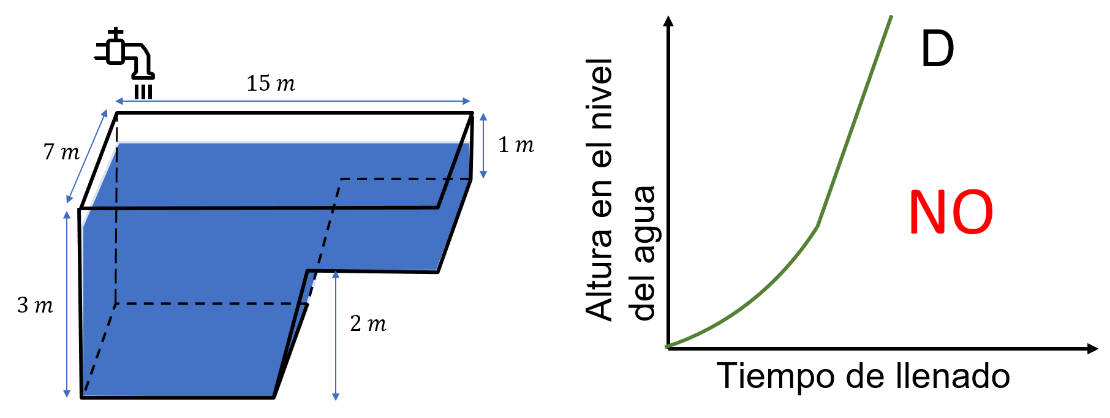 15 m
7 m
1 m
3 m
2 m
Altura en el nivel
del agua
D
NO
Tiempo de llenado